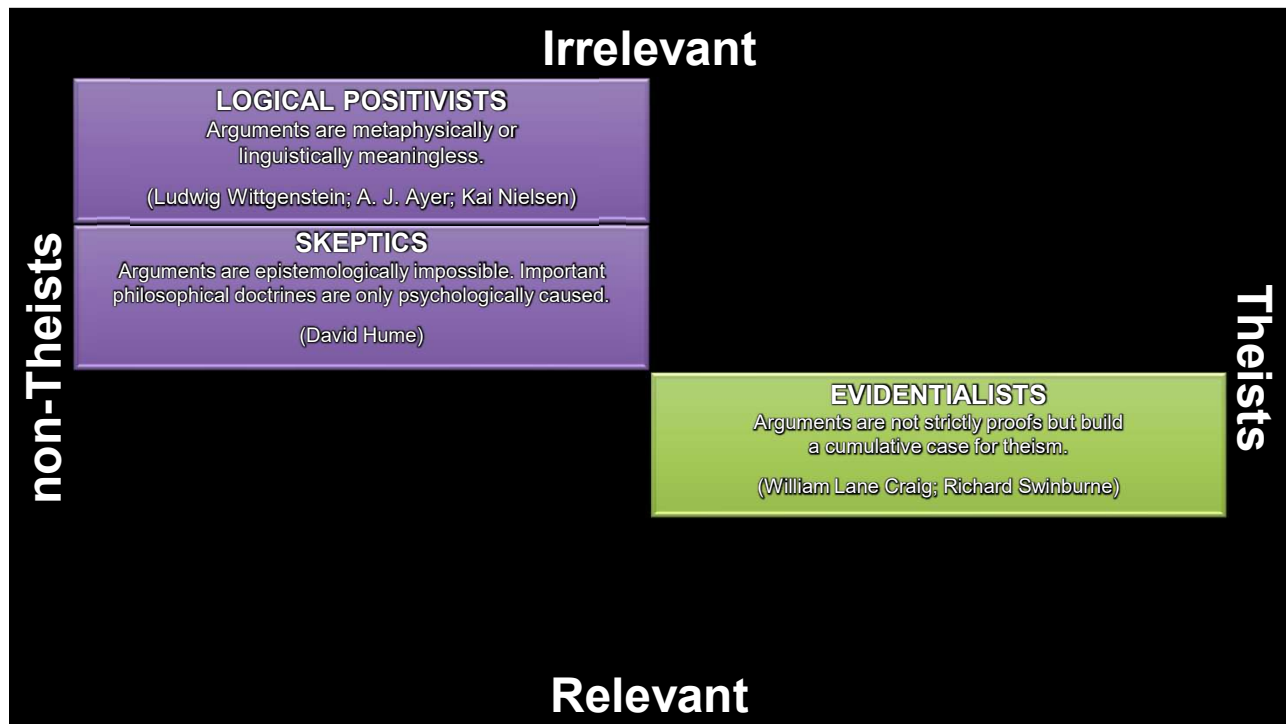 Irrelevant
LOGICAL POSITIVISTS
Arguments are metaphysically or
linguistically meaningless.
(Ludwig Wittgenstein; A. J. Ayer; Kai Nielsen)
SKEPTICS
Arguments are epistemologically impossible. Important
philosophical doctrines are only psychologically caused.
(David Hume)
non-Theists
Theists
EVIDENTIALISTS
Arguments are not strictly proofs but build
a cumulative case for theism.
(William Lane Craig; Richard Swinburne)
Relevant